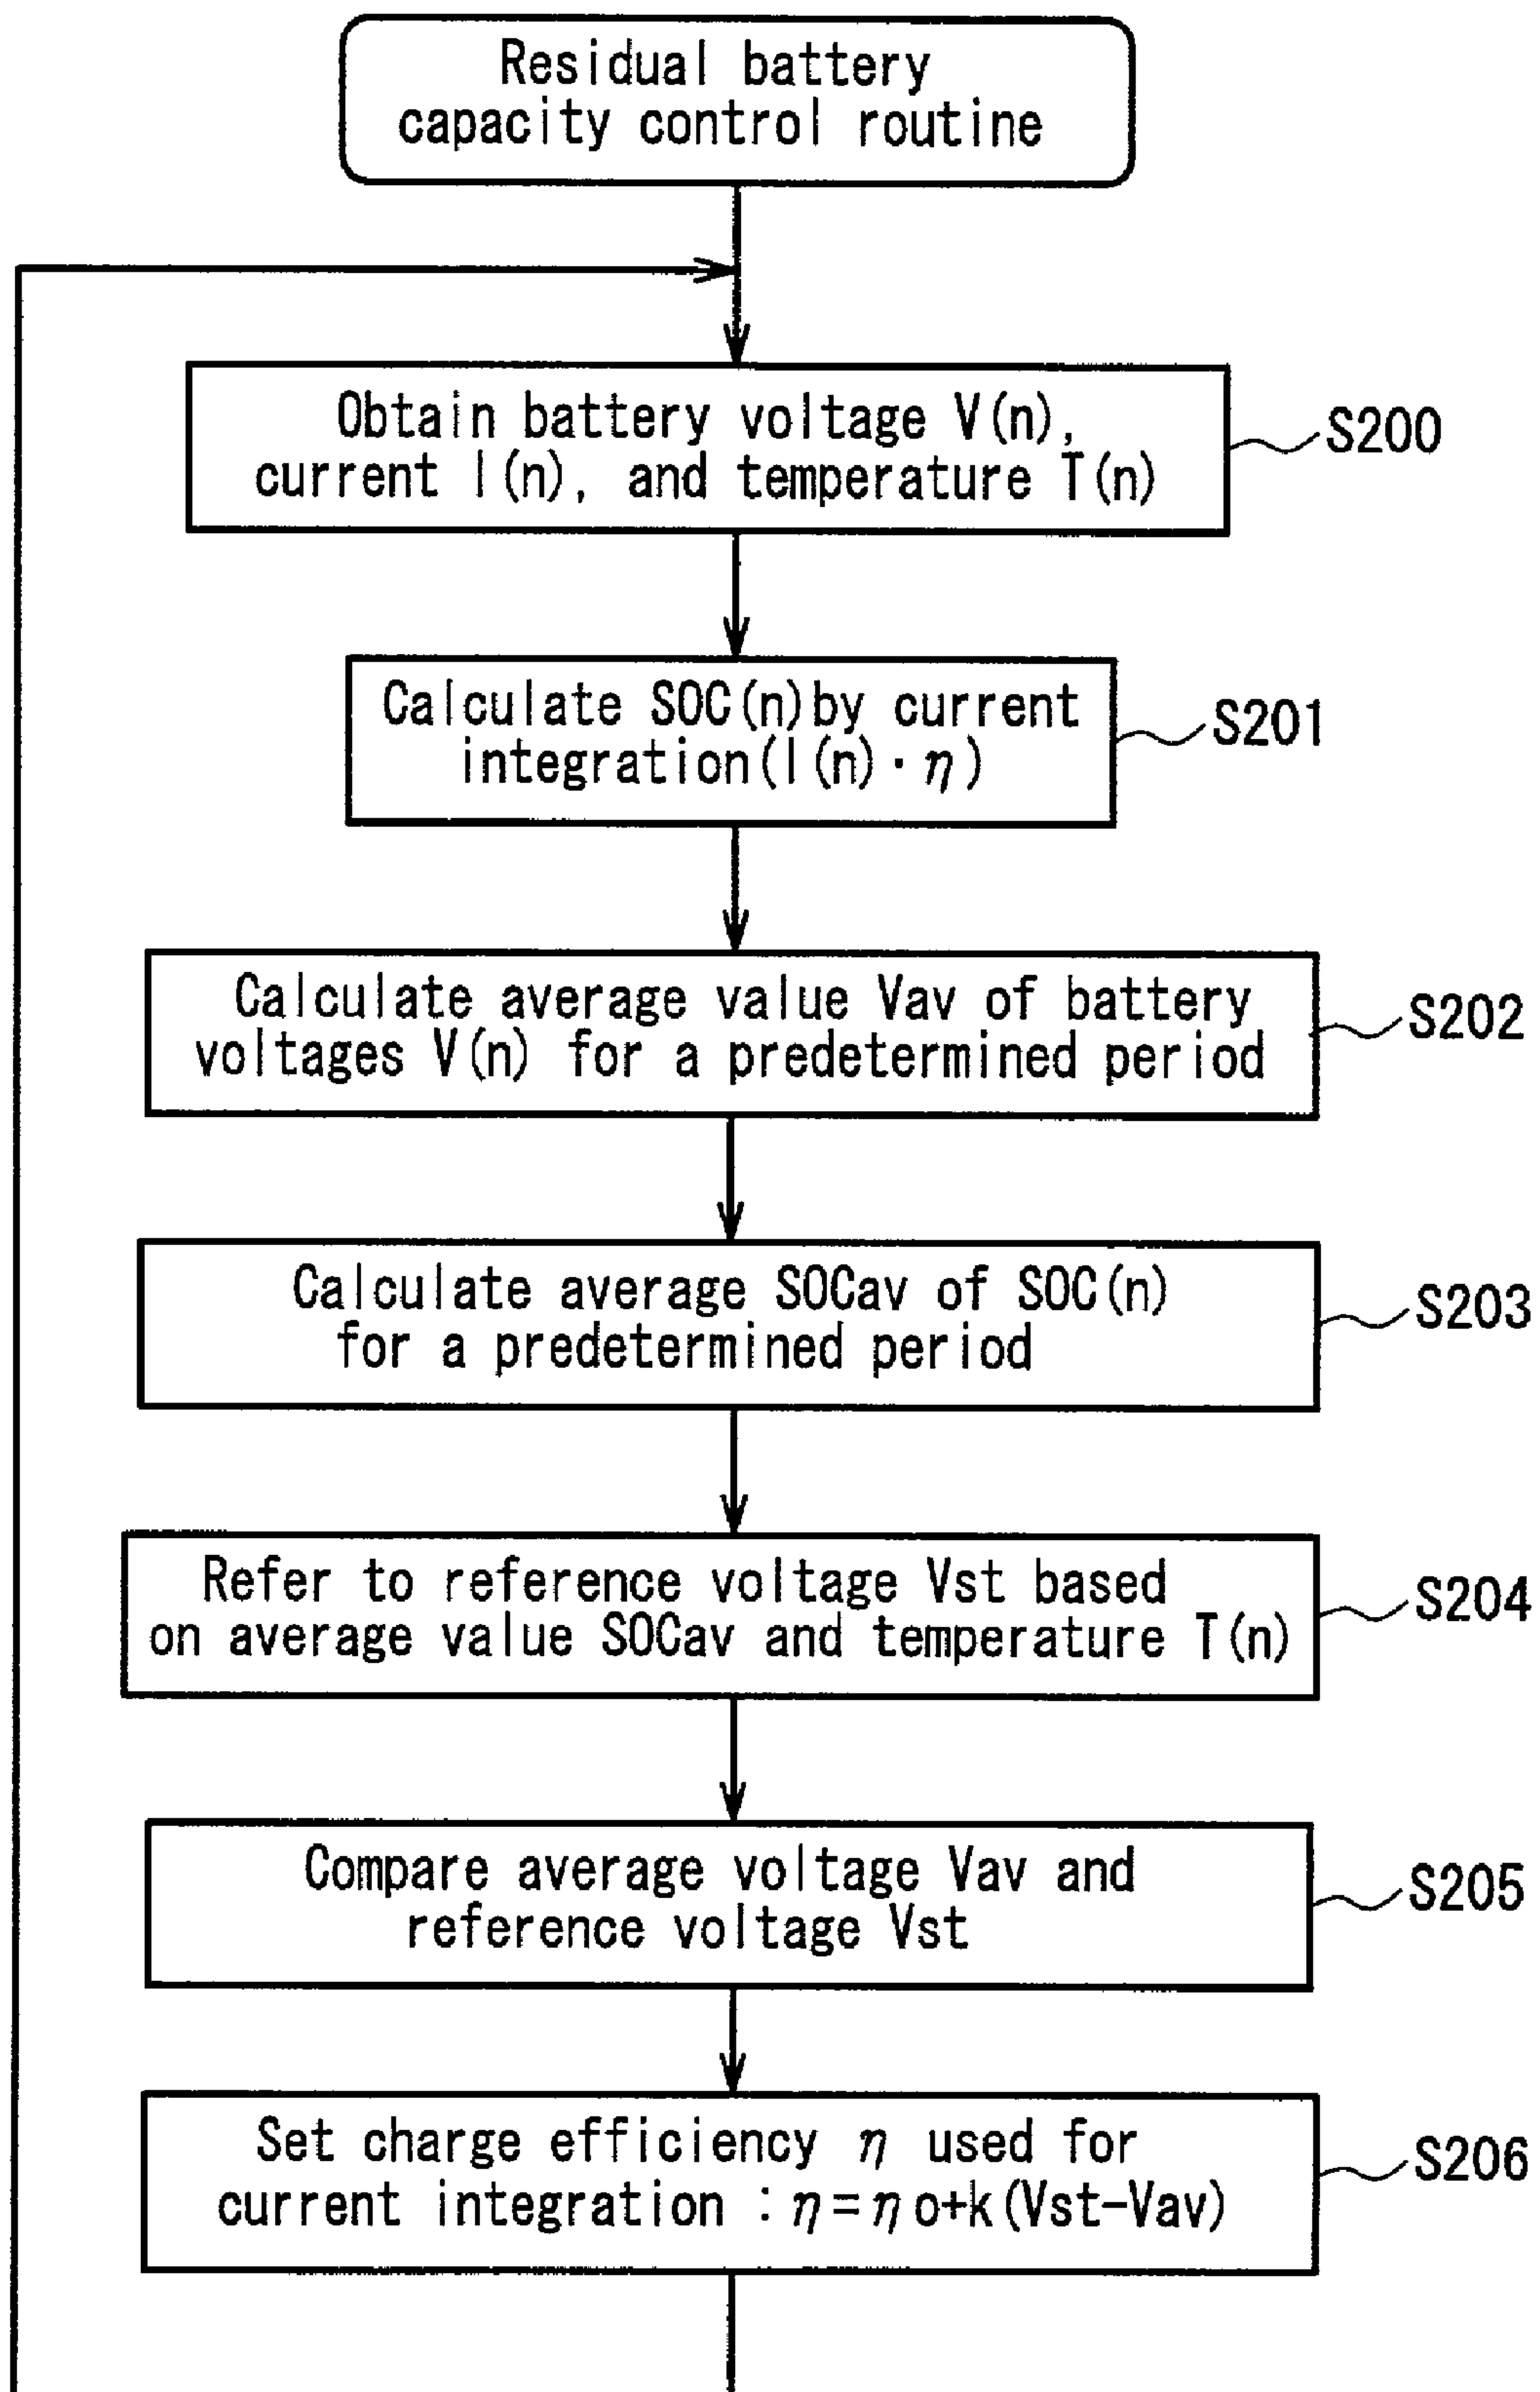 Residual battery
capacity control routine
Obtain battery voltage V(n),
current I(n), and temperature T(n)
S200
Calculate SOC(n)by current
integration(I(n)・η)
S201
Calculate average value Vav of battery
voltages V(n) for a predetermined period
S202
Calculate average SOCav of SOC(n)
for a predetermined period
S203
Refer to reference voltage Vst based
on average value SOCav and temperature T(n)
S204
Compare average voltage Vav and
reference voltage Vst
S205
Set charge efficiency η used for
current integration : η=ηo+k(Vst-Vav)
S206